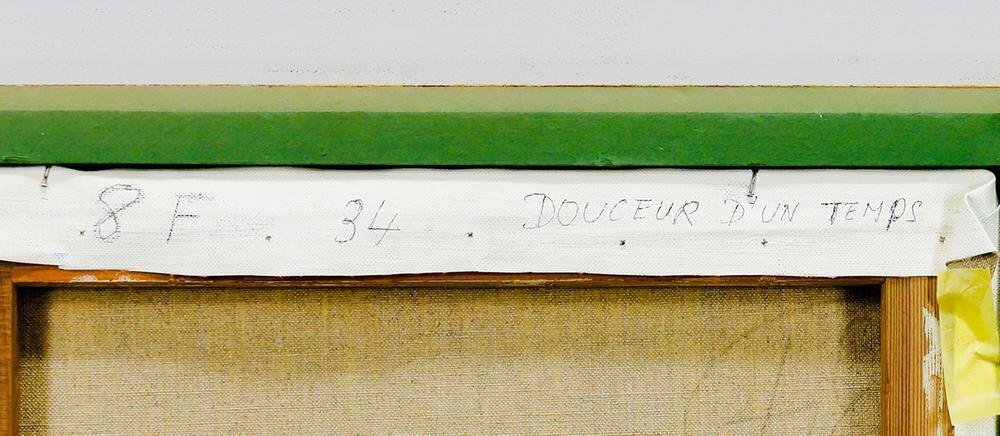 8 F 34 DOUCEUR D'UN TEMPS